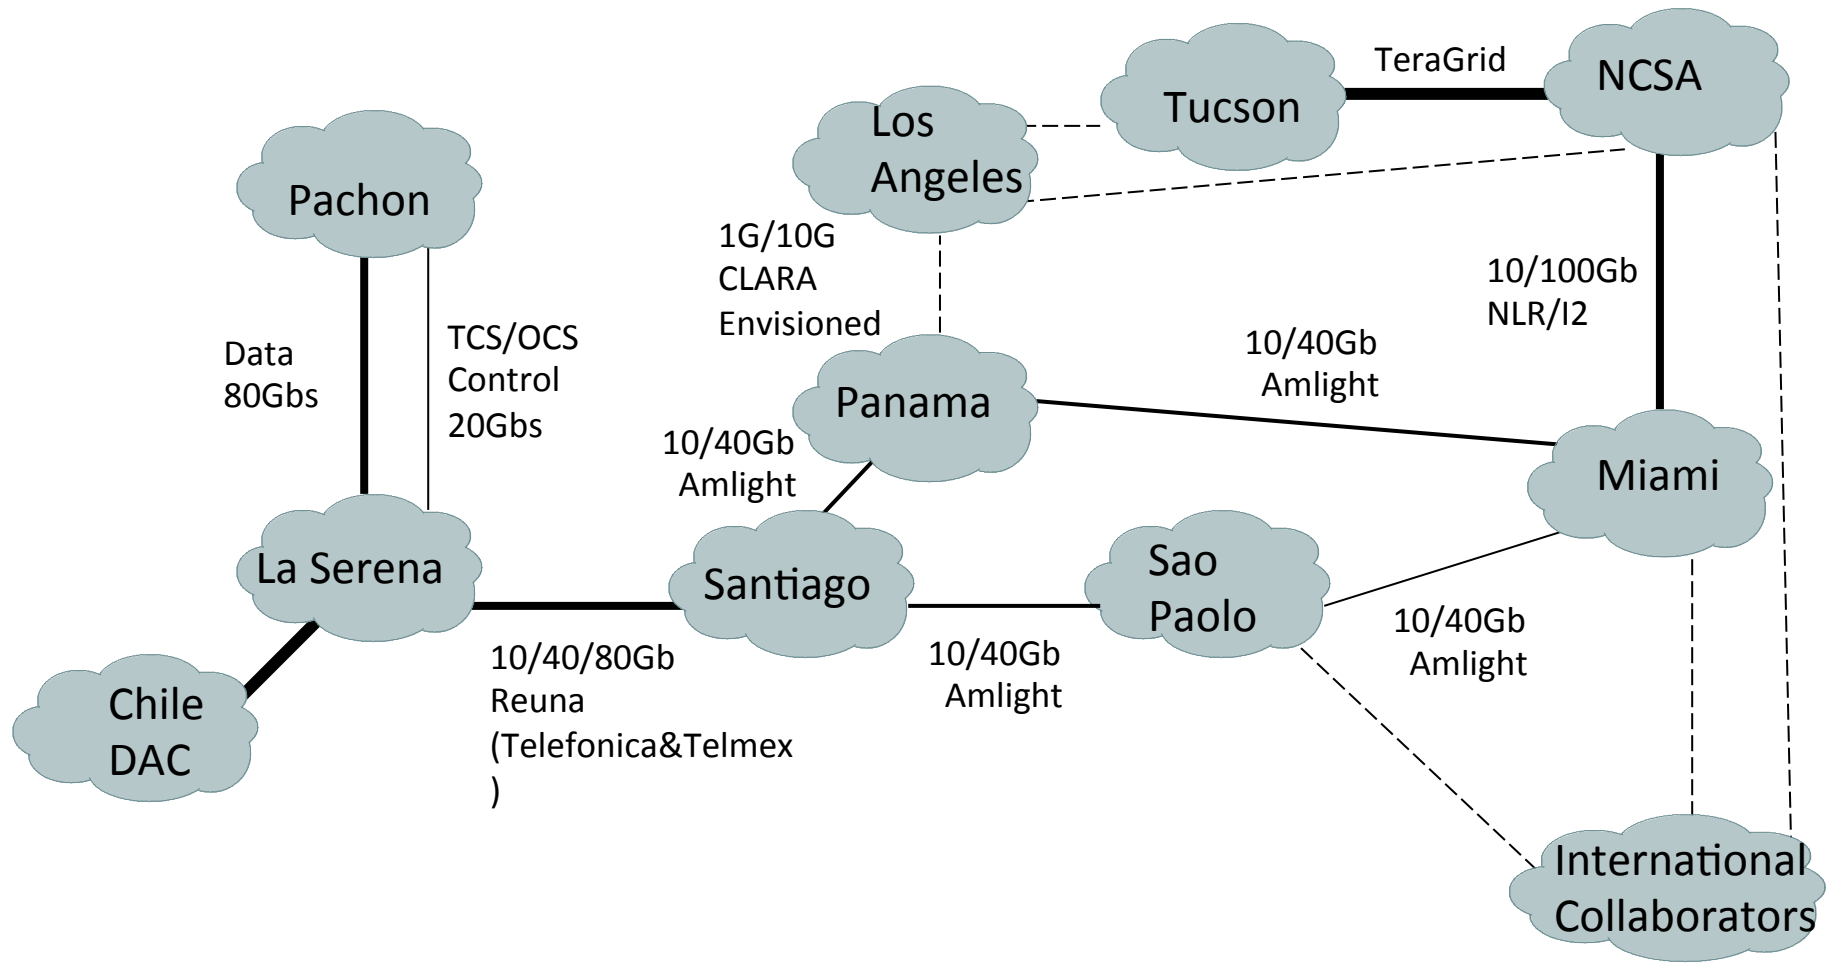 TeraGrid
NCSA
Tucson
Los
Angeles
Pachon
1G/10G
CLARA
Envisioned
10/100Gb
NLR/I2
Data
80Gbs
TCS/OCS
Control
20Gbs
10/40Gb
Amlight
Panama
10/40Gb
Amlight
Miami
La Serena
Santiago
Sao
Paolo
10/40Gb
Amlight
10/40/80Gb
Reuna
(Telefonica&Telmex
)
10/40Gb
Amlight
Chile
DAC
International
Collaborators